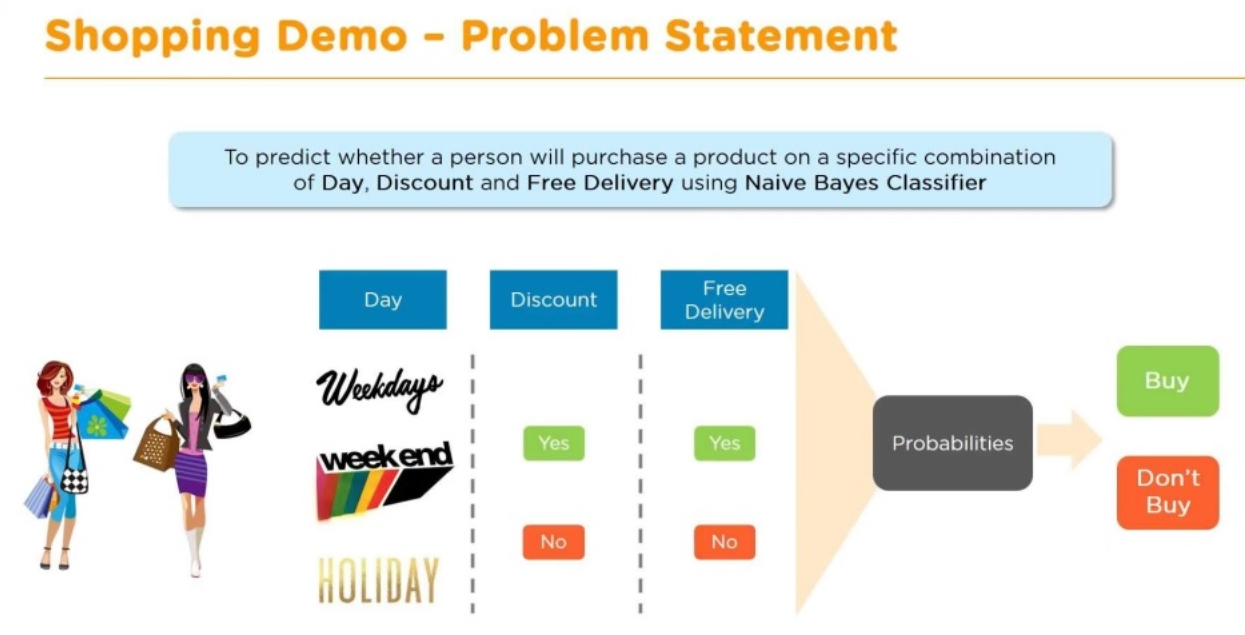 Shopping Demo – Problem Statement
To predict whether a person will purchase a product on a specific combination
of Day, Discount and Free Delivery using Naive Bayes Classifier
Day
Discount
Free
Delivery
Weekdays
week end
HOLIDAY
Yes
No
Yes
No
Probabilities
Buy
Don't
Buy